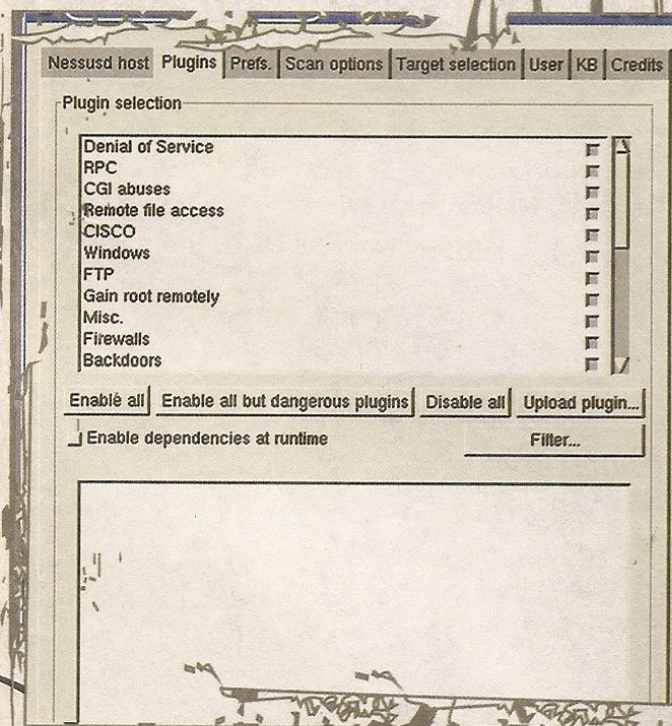 Nessusd host Plugins Prefs. Scan options Target selection User KB Credits
Plugin selection
Denial of Service
RPC
CGI abuses
Remote file access
CISCO
Windows
FTP
Gain root remotely
Misc.
Firewalls
Backdoors
Enable all Enable all but dangerous plugins Disable all Upload plugin...
Enable dependencies at runtime Filter...